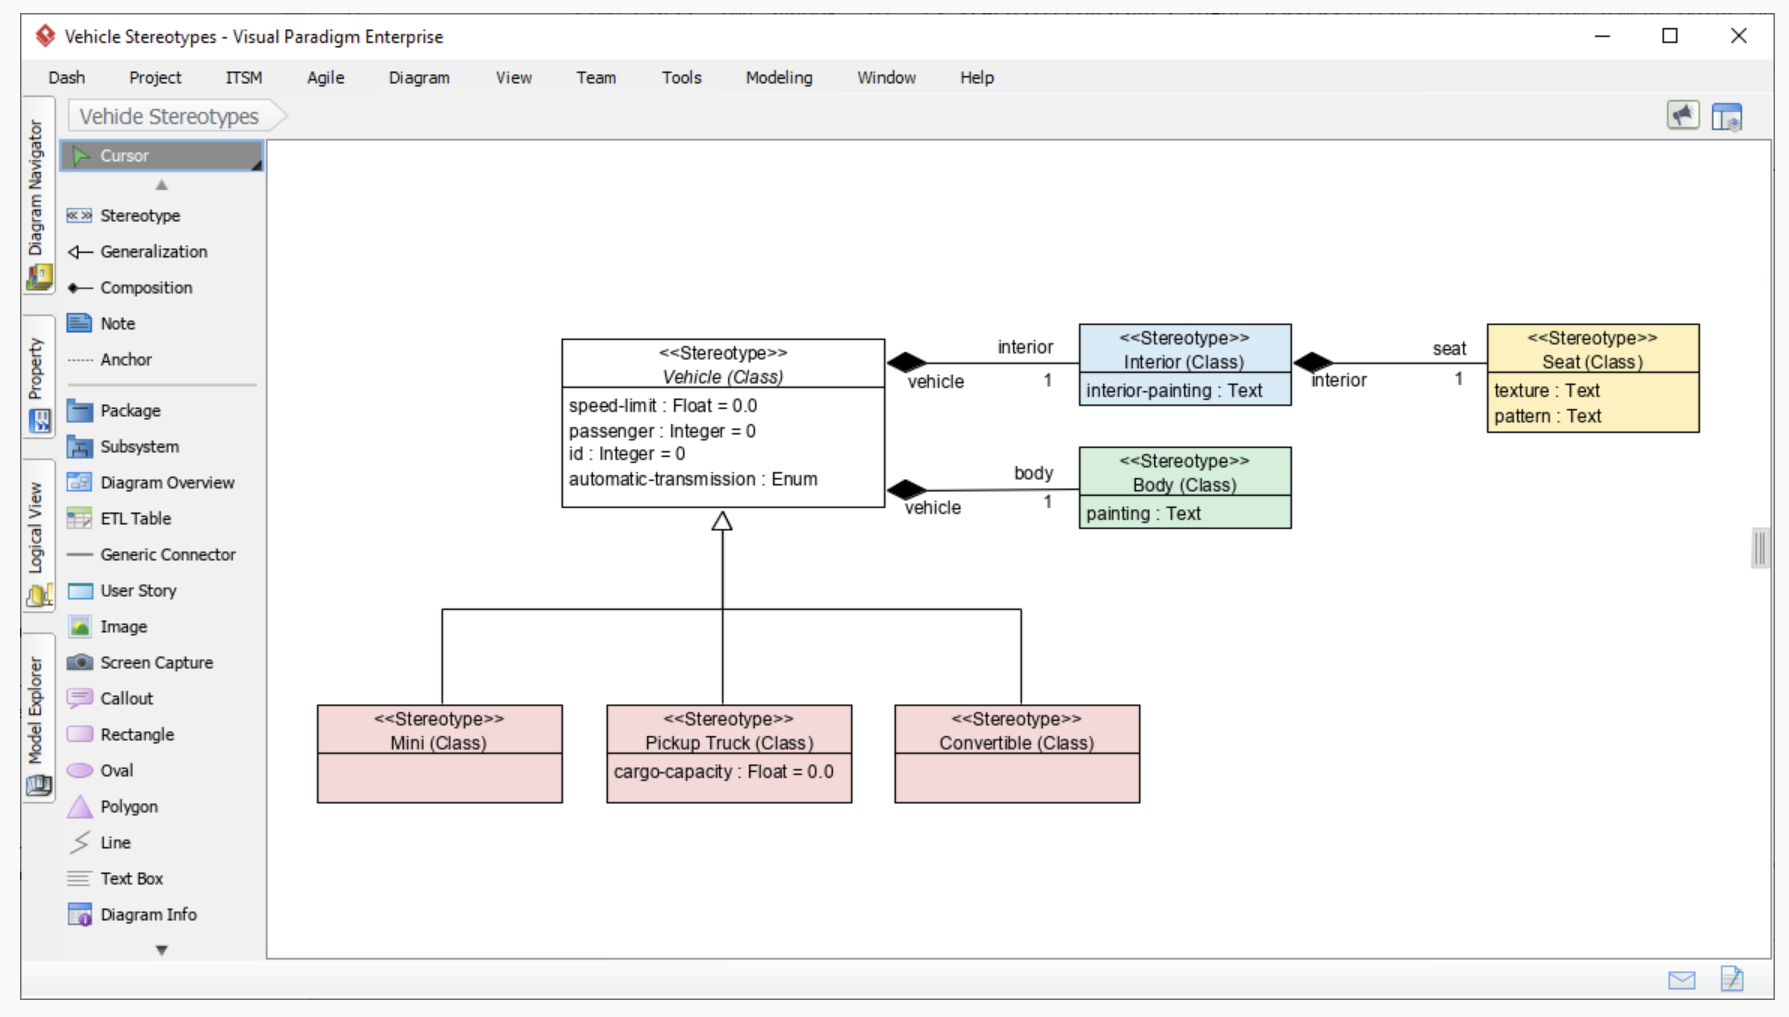 Vehicle Stereotypes - Visual Paradigm Enterprise
Dash Project ITSM Agile Diagram View Team Tools Modeling Window Help
Vehicle Stereotypes
Diagram Navigator
Property
Logical View
Model Explorer
Cursor
Stereotype
Generalization
Composition
Note
Anchor
Package
Subsystem
Diagram Overview
ETL Table
Generic Connector
User Story
Image
Screen Capture
Callout
Rectangle
Oval
Polygon
Line
Text Box
Diagram Info
<<Stereotype>>
Vehicle (Class)
speed-limit : Float = 0.0
passenger : Integer = 0
id : Integer = 0
automatic-transmission : Enum
interior
vehicle 1
<<Stereotype>>
Interior (Class)
interior-painting : Text
seat
interior 1
<<Stereotype>>
Seat (Class)
texture : Text
pattern : Text
body
vehicle 1
<<Stereotype>>
Body (Class)
painting : Text
<<Stereotype>>
Mini (Class)
<<Stereotype>>
Pickup Truck (Class)
cargo-capacity : Float = 0.0
<<Stereotype>>
Convertible (Class)